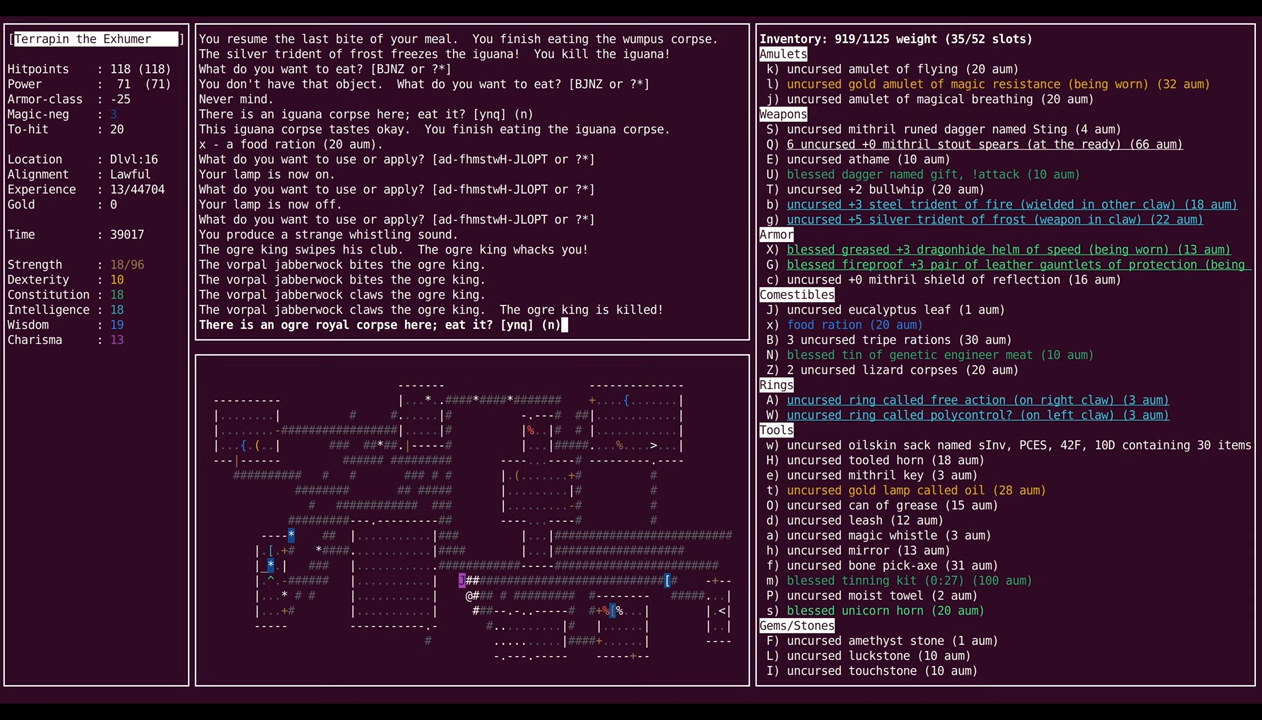 [Terrapin the Exhumer ]
Hitpoints : 118 (118)
Power : 71 (71)
Armor-class : -25
Magic-neg : 3
To-hit : 20
Location : Dlvl:16
Alignment : Lawful
Experience : 13/44704
Gold : 0
Time : 39017
Strength : 18/96
Dexterity : 10
Constitution : 18
Intelligence : 18
Wisdom : 19
Charisma : 13
You resume the last bite of your meal. You finish eating the wumpus corpse.
The silver trident of frost freezes the iguana! You kill the iguana!
What do you want to eat? [BJNZ or ?*]
You don't have that object. What do you want to eat? [BJNZ or ?*]
Never mind.
There is an iguana corpse here; eat it? [ynq] (n)
This iguana corpse tastes okay. You finish eating the iguana corpse.
x - a food ration (20 aum).
What do you want to use or apply? [ad-fhmstwH-JLOPT or ?*]
Your lamp is now on.
What do you want to use or apply? [ad-fhmstwH-JLOPT or ?*]
Your lamp is now off.
What do you want to use or apply? [ad-fhmstwH-JLOPT or ?*]
You produce a strange whistling sound.
The ogre king swipes his club. The ogre king whacks you!
The vorpal jabberwock bites the ogre king.
The vorpal jabberwock bites the ogre king.
The vorpal jabberwock claws the ogre king.
The vorpal jabberwock claws the ogre king. The ogre king is killed!
There is an ogre royal corpse here; eat it? [ynq] (n)
Inventory: 919/1125 weight (35/52 slots)
Amulets
k) uncursed amulet of flying (20 aum)
l) uncursed gold amulet of magic resistance (being worn) (32 aum)
j) uncursed amulet of magical breathing (20 aum)
Weapons
S) uncursed mithril runed dagger named Sting (4 aum)
Q) 6 uncursed +0 mithril stout spears (at the ready) (66 aum)
E) uncursed athame (10 aum)
U) blessed dagger named gift, !attack (10 aum)
T) uncursed +2 bullwhip (20 aum)
b) uncursed +3 steel trident of fire (wielded in other claw) (18 aum)
g) uncursed +5 silver trident of frost (weapon in claw) (22 aum)
Armor
X) blessed greased +3 dragonhide helm of speed (being worn) (13 aum)
G) blessed fireproof +3 pair of leather gauntlets of protection (being
c) uncursed +0 mithril shield of reflection (16 aum)
Comestibles
J) uncursed eucalyptus leaf (1 aum)
x) food ration (20 aum)
B) 3 uncursed tripe rations (30 aum)
N) blessed tin of genetic engineer meat (10 aum)
Z) 2 uncursed lizard corpses (20 aum)
Rings
A) uncursed ring called free action (on right claw) (3 aum)
W) uncursed ring called polycontrol? (on left claw) (3 aum)
Tools
w) uncursed oilskin sack named sInv, PCES, 42F, 10D containing 30 items
H) uncursed tooled horn (18 aum)
e) uncursed mithril key (3 aum)
t) uncursed gold lamp called oil (28 aum)
O) uncursed can of grease (15 aum)
d) uncursed leash (12 aum)
a) uncursed magic whistle (3 aum)
h) uncursed mirror (13 aum)
f) uncursed bone pick-axe (31 aum)
m) blessed tinning kit (0:27) (100 aum)
P) uncursed moist towel (2 aum)
s) blessed unicorn horn (20 aum)
Gems/Stones
F) uncursed amethyst stone (1 aum)
L) uncursed luckstone (10 aum)
I) uncursed touchstone (10 aum)